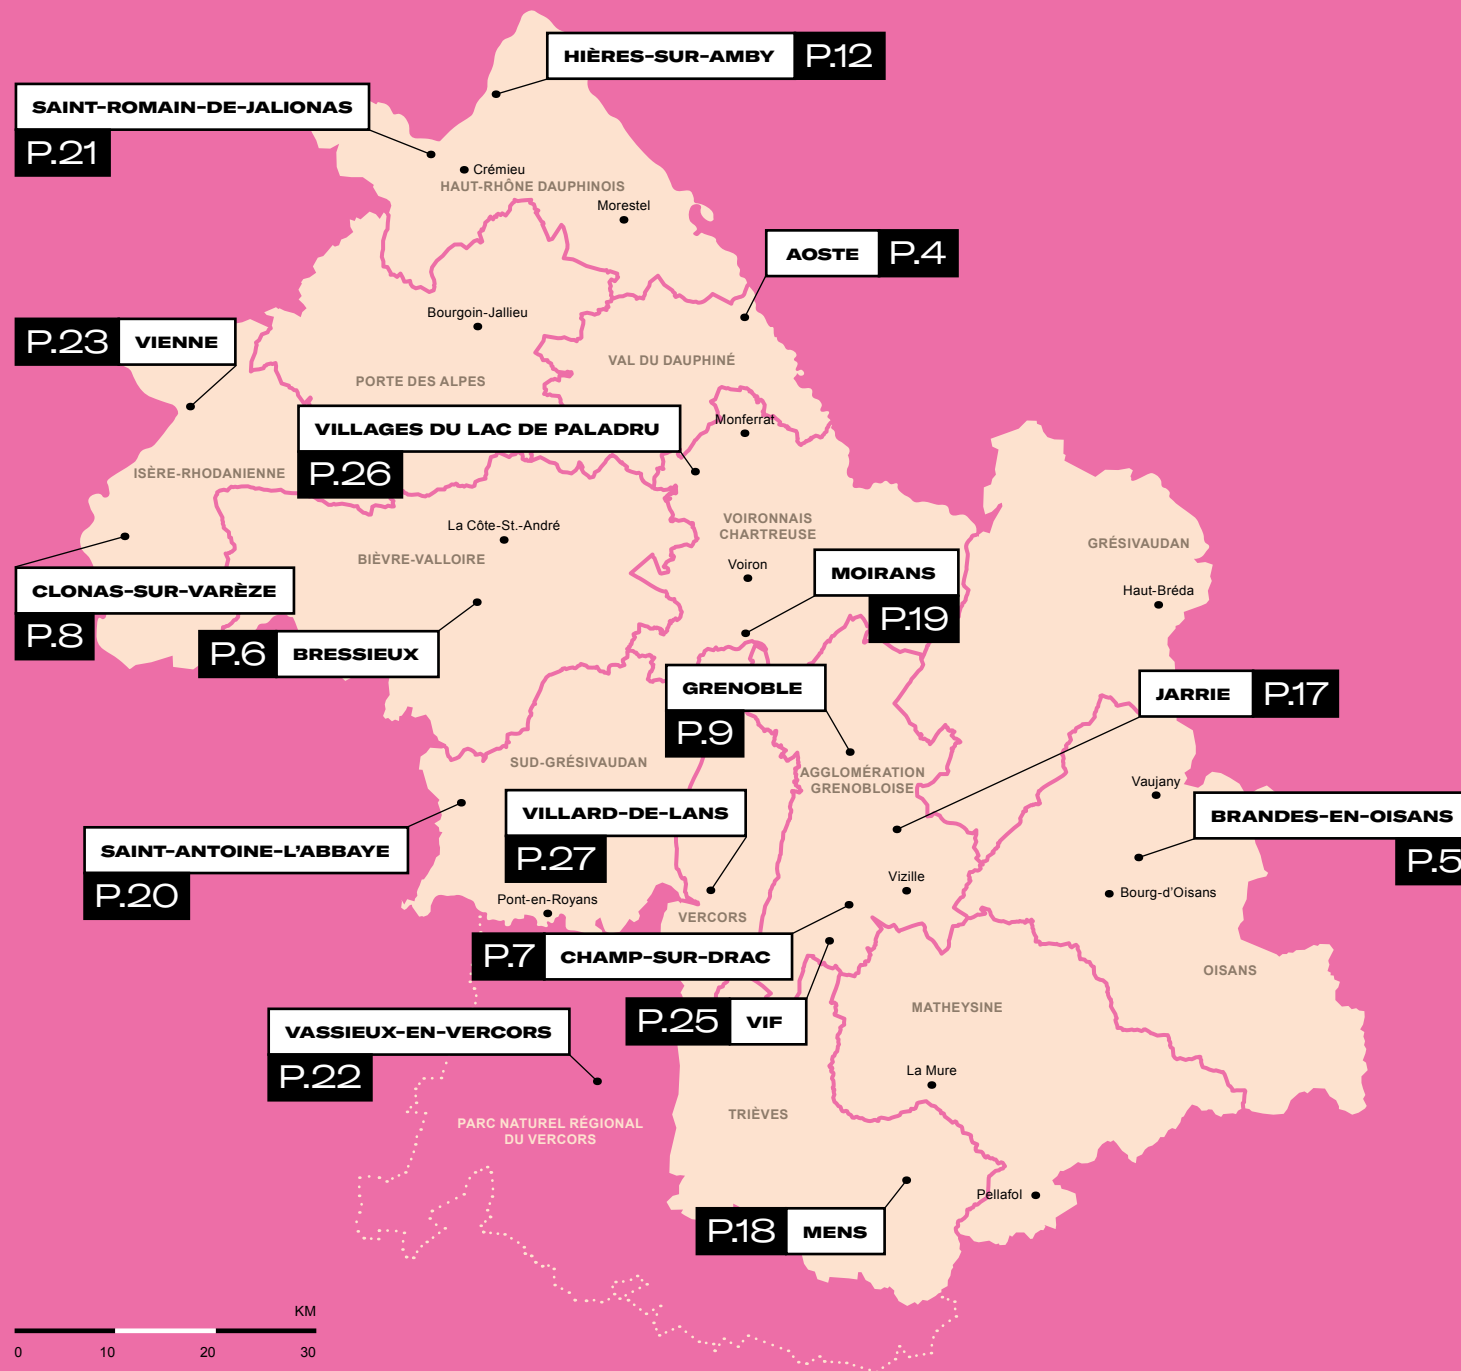 HIÈRES-SUR-AMBY P.12
SAINT-ROMAIN-DE-JALIONAS
P.21
Crémieu
HAUT-RHÔNE DAUPHINOIS
Morestel
AOSTE P.4
Bourgoin-Jallieu
P.23 VIENNE
VAL DU DAUPHINÉ
PORTE DES ALPES
Monferrat
VILLAGES DU LAC DE PALADRU
P.26
ISÈRE-RHODANIENNE
La Côte-St.-André
VOIRONNAIS
CHARTREUSE
BIÈVRE-VALLOIRE
GRÉSIVAUDAN
Voiron
MOIRANS
P.19
Haut-Bréda
CLONAS-SUR-VARÈZE
P.8
P.6 BRESSIEUX
GRENOBLE
P.9
JARRIE P.17
SUD-GRÉSIVAUDAN
AGGLOMÉRATION
GRENOBLOISE
Vaujany
VILLARD-DE-LANS
P.27
BRANDES-EN-OISANS
P.5
SAINT-ANTOINE-L'ABBAYE
P.20
Vizille
Bourg-d'Oisans
Pont-en-Royans
VERCORS
P.7 CHAMP-SUR-DRAC
OISANS
MATHEYSINE
P.25 VIF
VASSIEUX-EN-VERCORS
P.22
La Mure
TRIÈVES
PARC NATUREL RÉGIONAL
DU VERCORS
Pellafol
P.18 MENS
KM
0 10 20 30